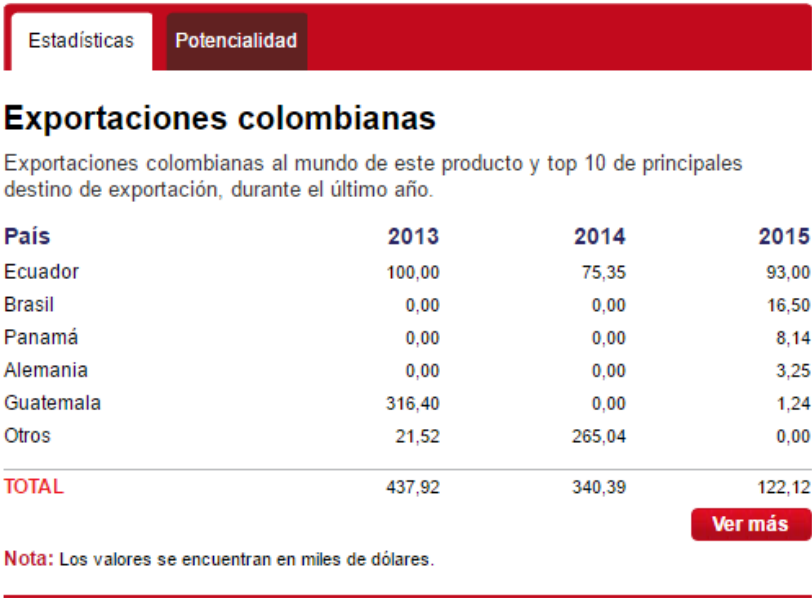 Estadísticas Potencialidad
Exportaciones colombianas
Exportaciones colombianas al mundo de este producto y top 10 de principales
destino de exportación, durante el último año.
País 2013 2014 2015
Ecuador 100,00 75,35 93,00
Brasil 0,00 0,00 16,50
Panamá 0,00 0,00 8,14
Alemania 0,00 0,00 3,25
Guatemala 316,40 0,00 1,24
Otros 21,52 265,04 0,00
TOTAL 437,92 340,39 122,12
Ver más
Nota: Los valores se encuentran en miles de dólares.